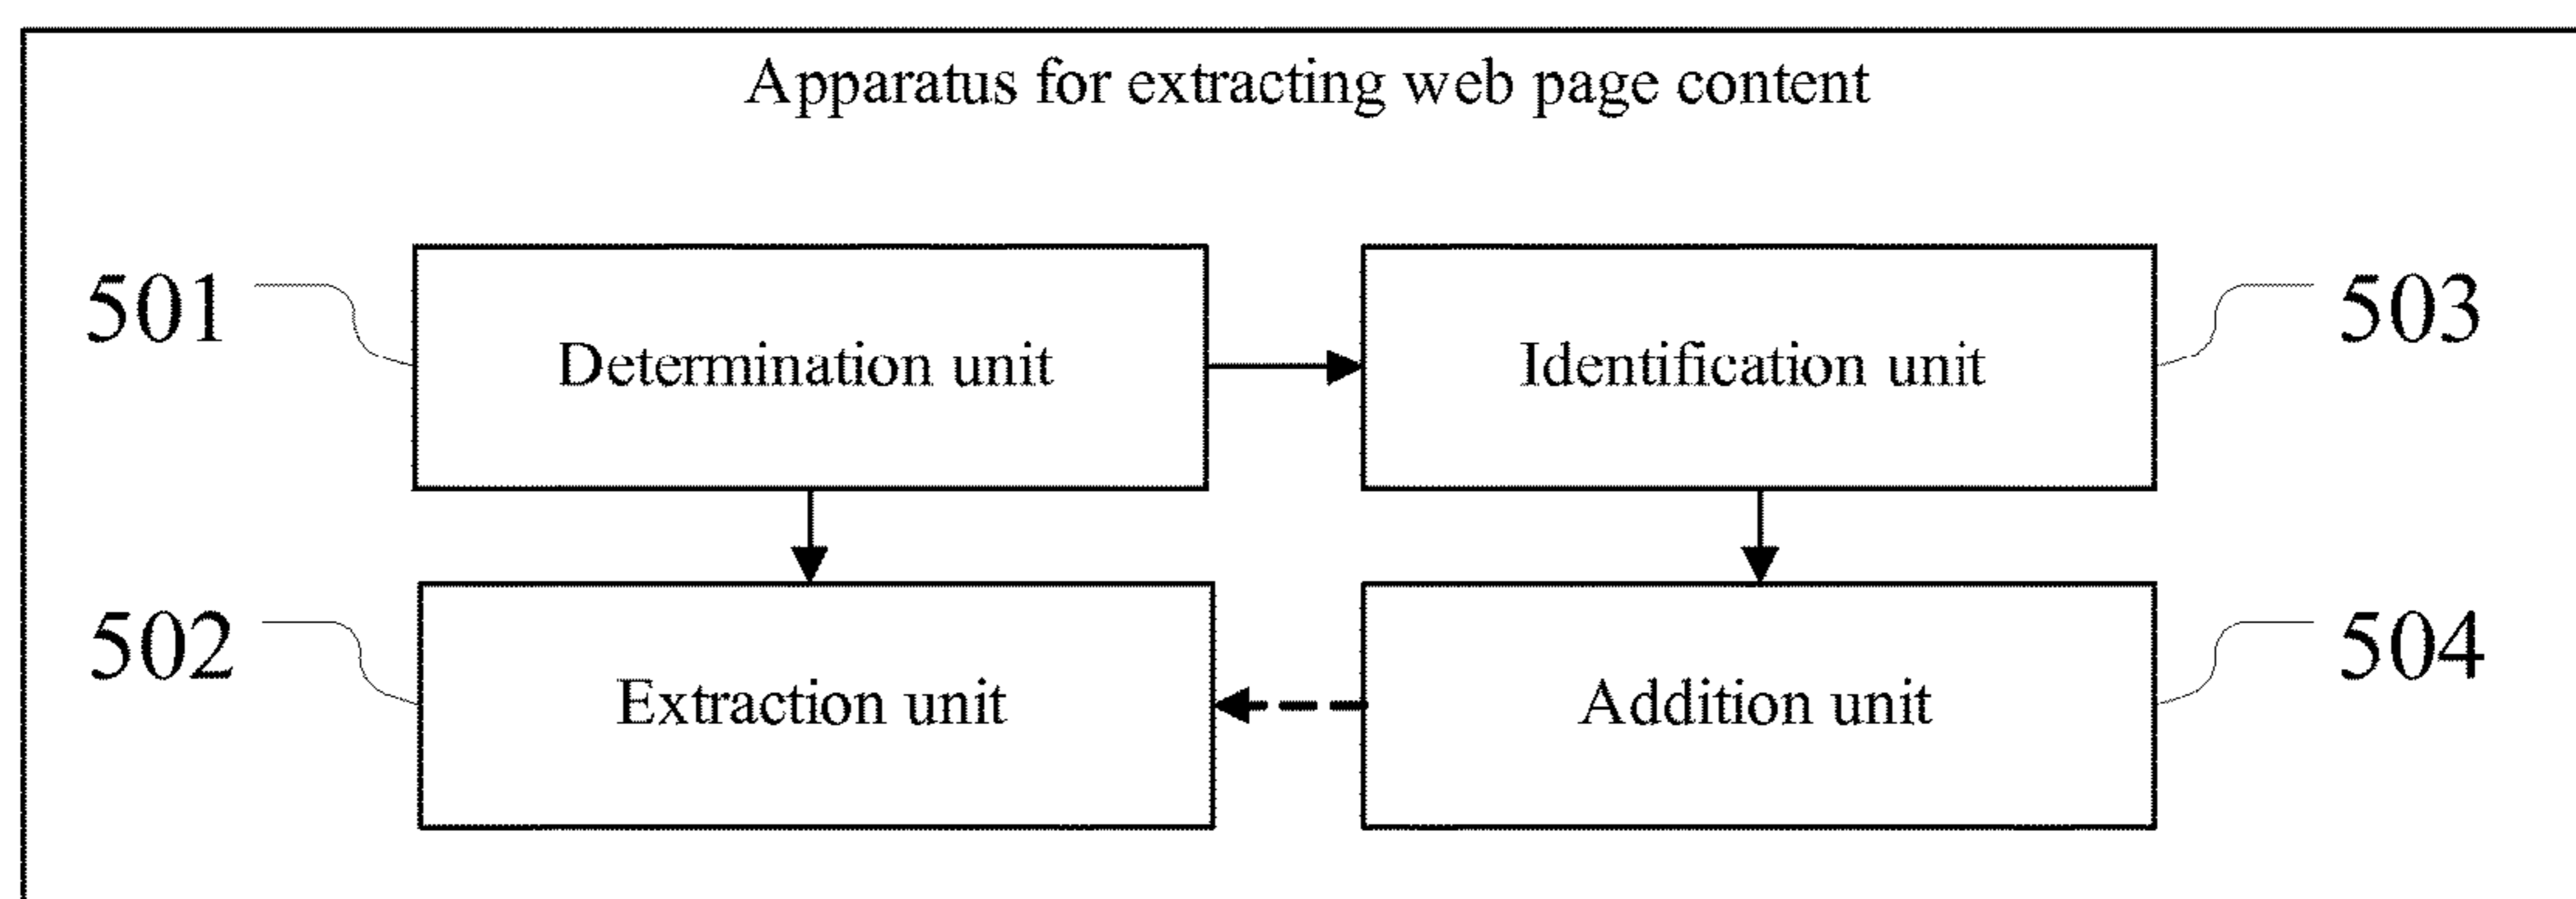 Apparatus for extracting web page content
501
Determination unit
Identification unit
503
502
Extraction unit
Addition unit
504